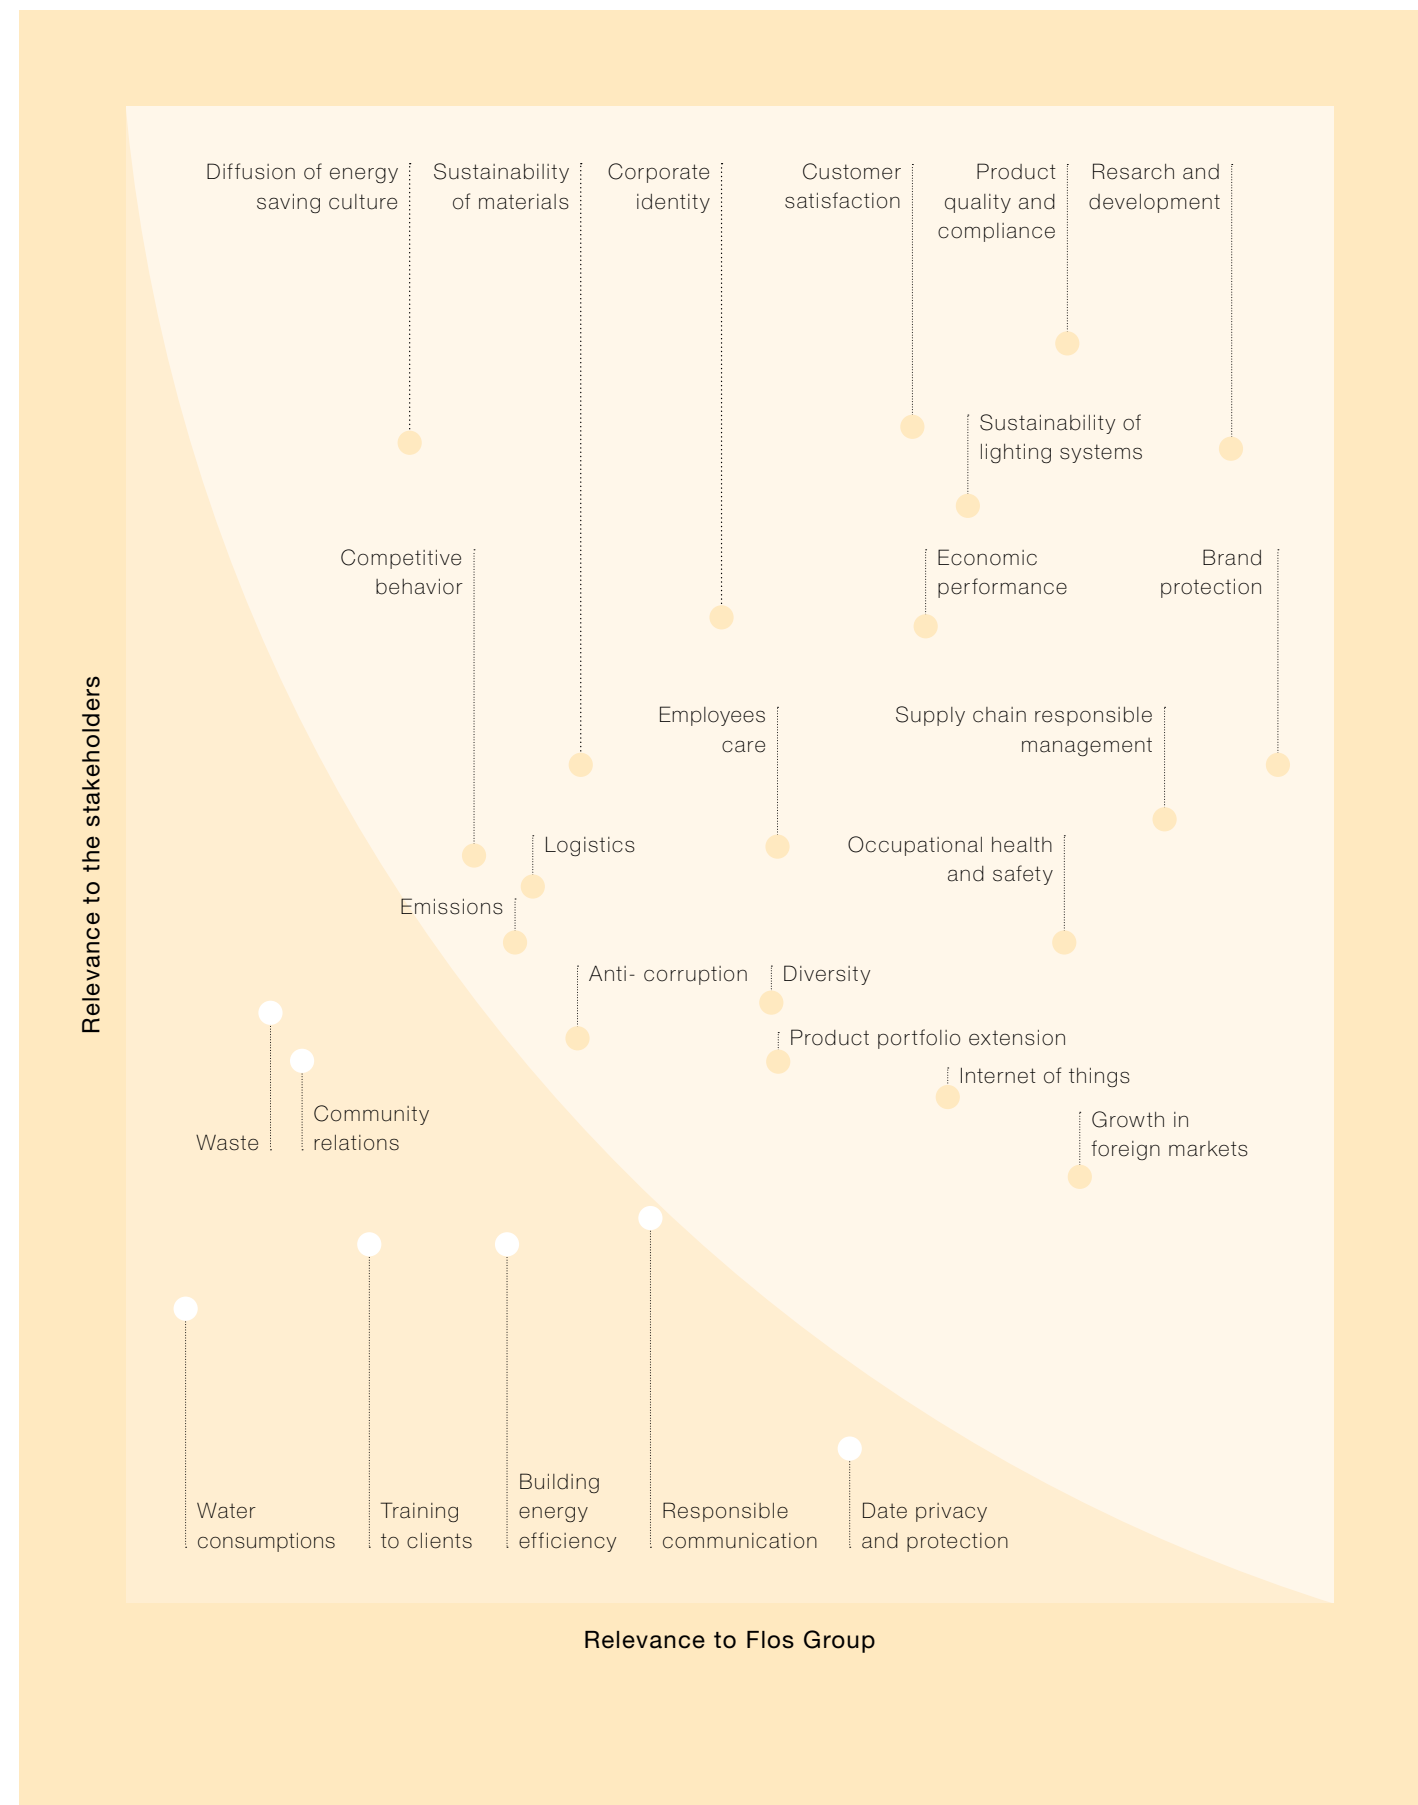 Diffusion of energy
saving culture
Sustainability
of materials
Corporate
identity
Customer
satisfaction
Product
quality and
compliance
Resarch and
development
Sustainability of
lighting systems
Competitive
behavior
Economic
performance
Brand
protection
Employees
care
Supply chain responsible
management
Logistics
Occupational health
and safety
Emissions
Anti- corruption
Diversity
Product portfolio extension
Internet of things
Growth in
foreign markets
Waste
Community
relations
Water
consumptions
Training
to clients
Building
energy
efficiency
Responsible
communication
Date privacy
and protection
Relevance to the stakeholders
Relevance to Flos Group